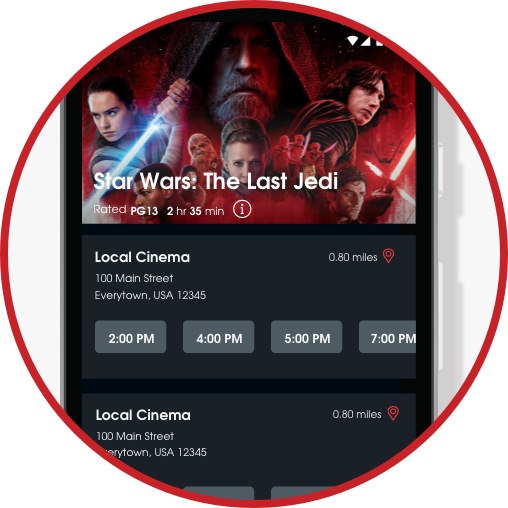 Star Wars: The Last Jedi
Rated PG13 2 hr 35 min
Local Cinema 0.80 miles
100 Main Street
Everytown, USA 12345
2:00 PM 4:00 PM 5:00 PM 7:00 PM
Local Cinema 0.80 miles
100 Main Street
Everytown, USA 12345